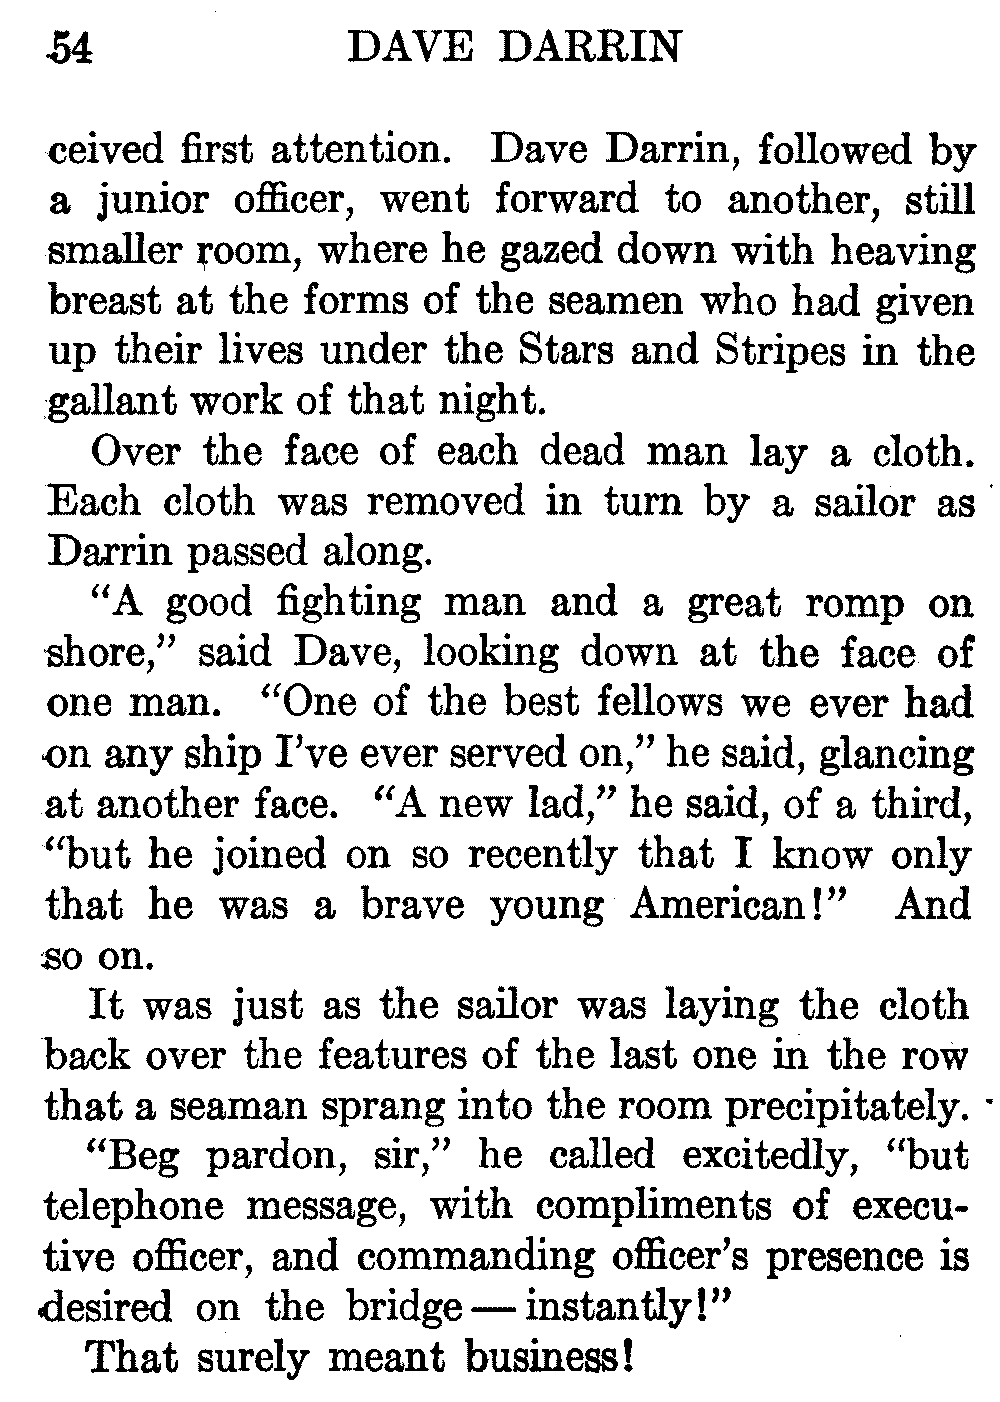 54 DAVE DARRIN
ceived first attention. Dave Darrin, followed by
a junior officer, went forward to another, still
smaller room, where he gazed down with heaving
breast at the forms of the seamen who had given
up their lives under the Stars and Stripes in the
gallant work of that night.
Over the face of each dead man lay a cloth.
Each cloth was removed in turn by a sailor as
Darrin passed along.
“A good fighting man and a great romp on
shore,” said Dave, looking down at the face of
one man. “One of the best fellows we ever had
on any ship I’ve ever served on,” he said, glancing
at another face. “A new lad,” he said, of a third,
“but he joined on so recently that I know only
that he was a brave young American!” And
so on.
It was just as the sailor was laying the cloth
back over the features of the last one in the row
that a seaman sprang into the room precipitately.
“Beg pardon, sir,” he called excitedly, “but
telephone message, with compliments of execu-
tive officer, and commanding officer’s presence is
desired on the bridge — instantly!”
That surely meant business!